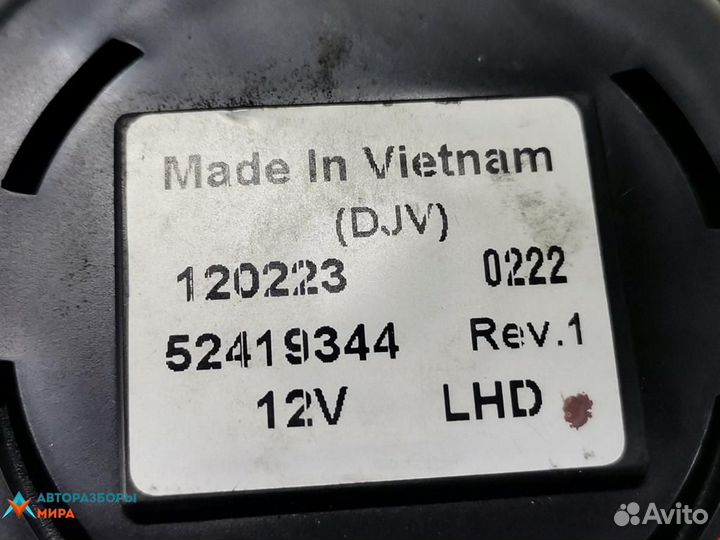 Made In Vietnam
(DJV)
120223 0222
52419344 Rev.1
12V LHD
АВТОРАЗБОРЫ
МИРА
Avito